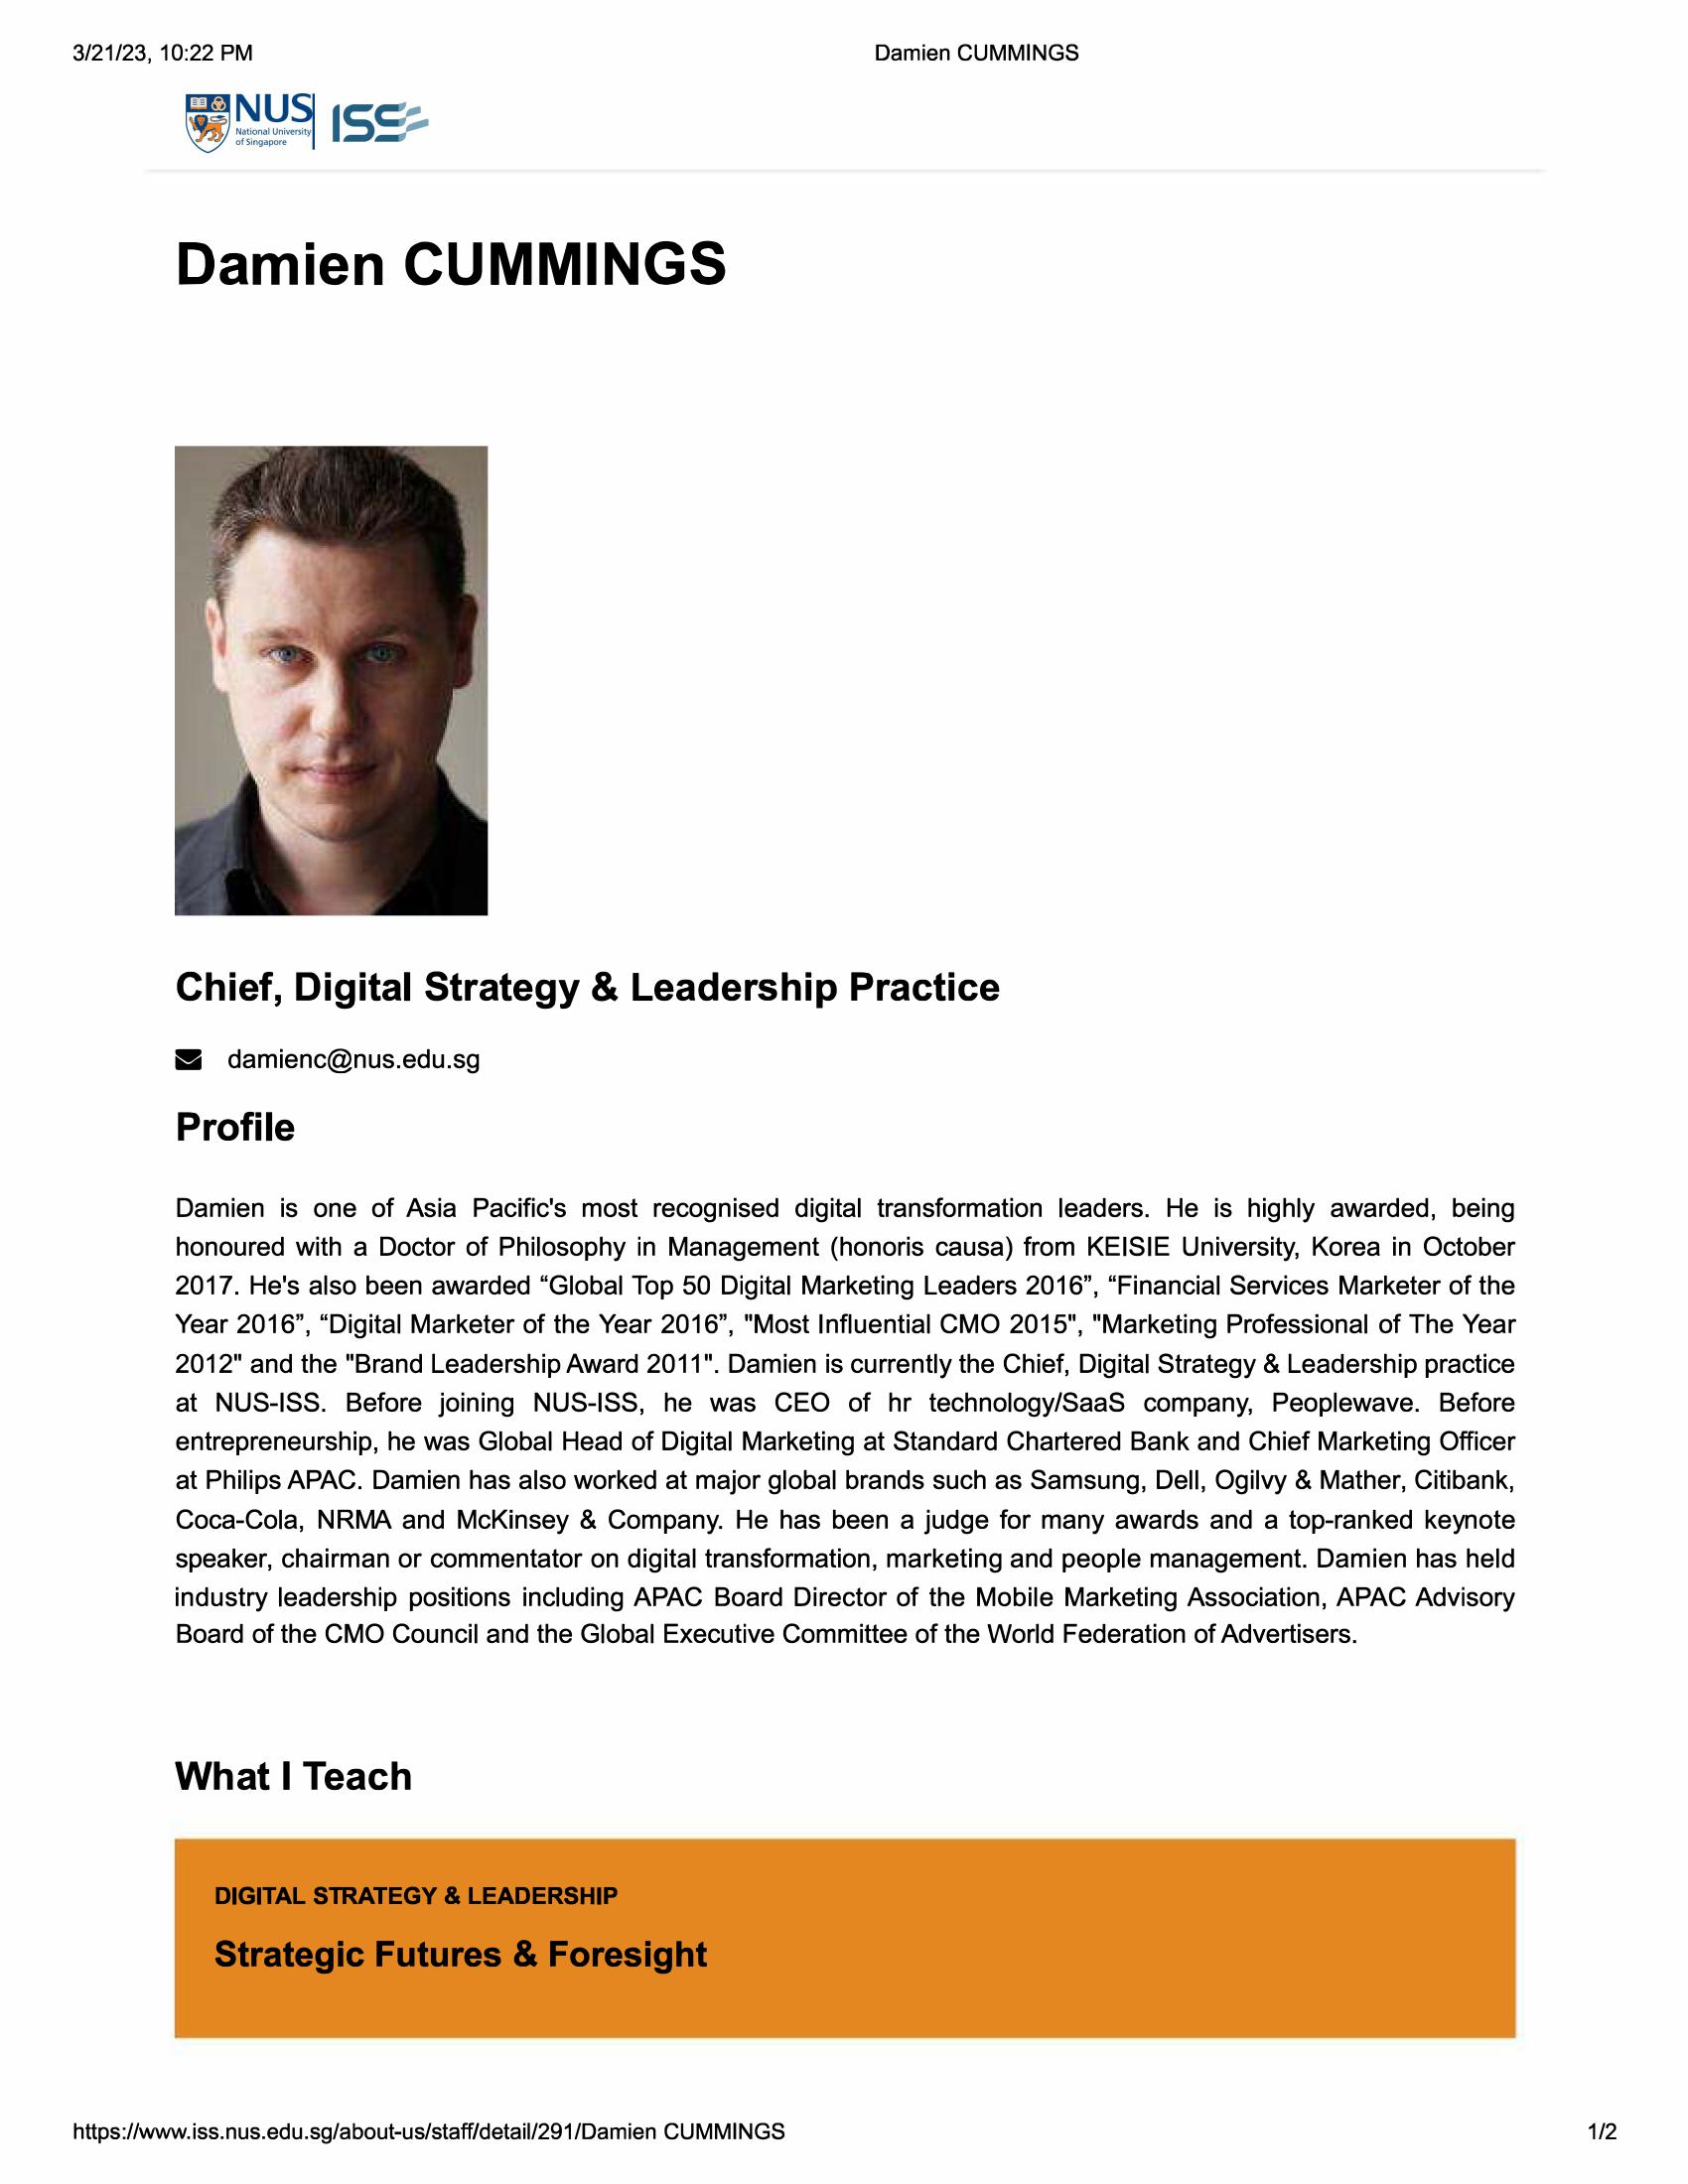 3/21/23, 10:22 PM
Damien CUMMINGS
NUS
National University
of Singapore
ISS
Damien CUMMINGS
Chief, Digital Strategy & Leadership Practice
damienc@nus.edu.sg
Profile
Damien is one of Asia Pacific's most recognised digital transformation leaders. He is highly awarded, being
honoured with a Doctor of Philosophy in Management (honoris causa) from KEISIE University, Korea in October
2017. He's also been awarded “Global Top 50 Digital Marketing Leaders 2016”, “Financial Services Marketer of the
Year 2016”, “Digital Marketer of the Year 2016”, "Most Influential CMO 2015", "Marketing Professional of The Year
2012" and the "Brand Leadership Award 2011". Damien is currently the Chief, Digital Strategy & Leadership practice
at NUS-ISS. Before joining NUS-ISS, he was CEO of hr technology/SaaS company, Peoplewave. Before
entrepreneurship, he was Global Head of Digital Marketing at Standard Chartered Bank and Chief Marketing Officer
at Philips APAC. Damien has also worked at major global brands such as Samsung, Dell, Ogilvy & Mather, Citibank,
Coca-Cola, NRMA and McKinsey & Company. He has been a judge for many awards and a top-ranked keynote
speaker, chairman or commentator on digital transformation, marketing and people management. Damien has held
industry leadership positions including APAC Board Director of the Mobile Marketing Association, APAC Advisory
Board of the CMO Council and the Global Executive Committee of the World Federation of Advertisers.
What I Teach
DIGITAL STRATEGY & LEADERSHIP
Strategic Futures & Foresight
https://www.iss.nus.edu.sg/about-us/staff/detail/291/Damien CUMMINGS
1/2